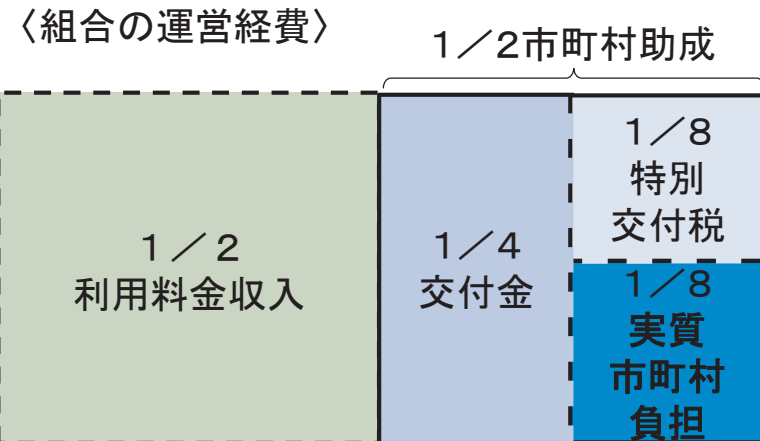 〈組合の運営経費〉
1／2市町村助成
1／2
利用料金収入
1／4
交付金
1／8
特別
交付税
1／8
実質
市町村
負担